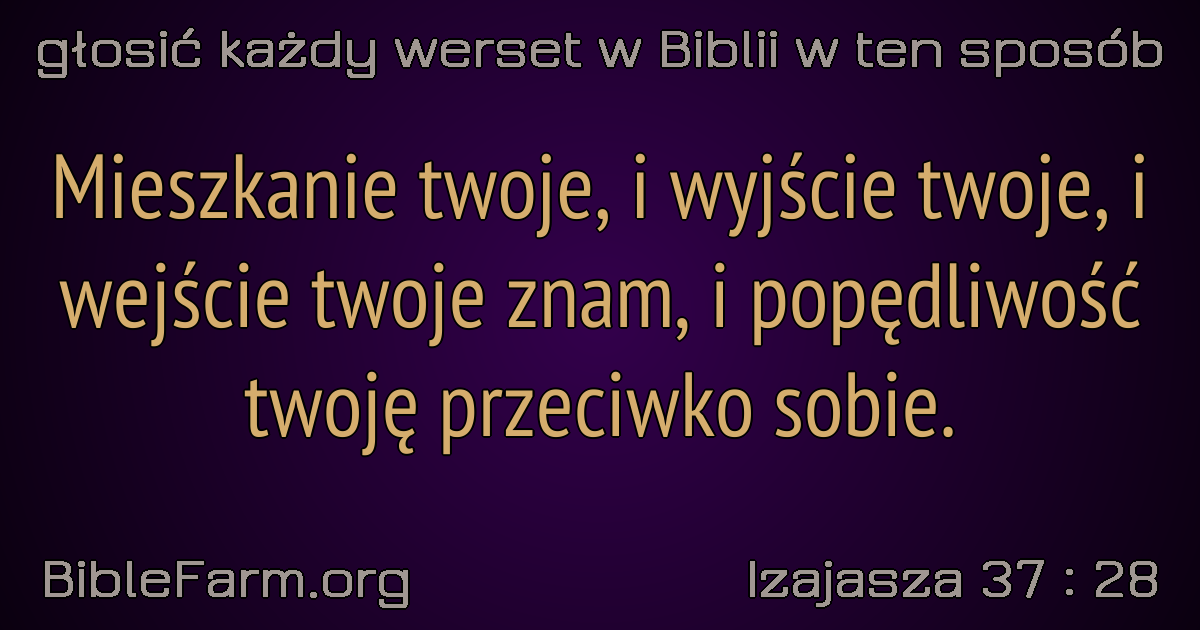 głosić każdy werset w Biblii w ten sposób
Mieszkanie twoje, i wyjście twoje, i
wejście twoje znam, i popędliwość
twoję przeciwko sobie.
BibleFarm.org
Izajasza 37 : 28